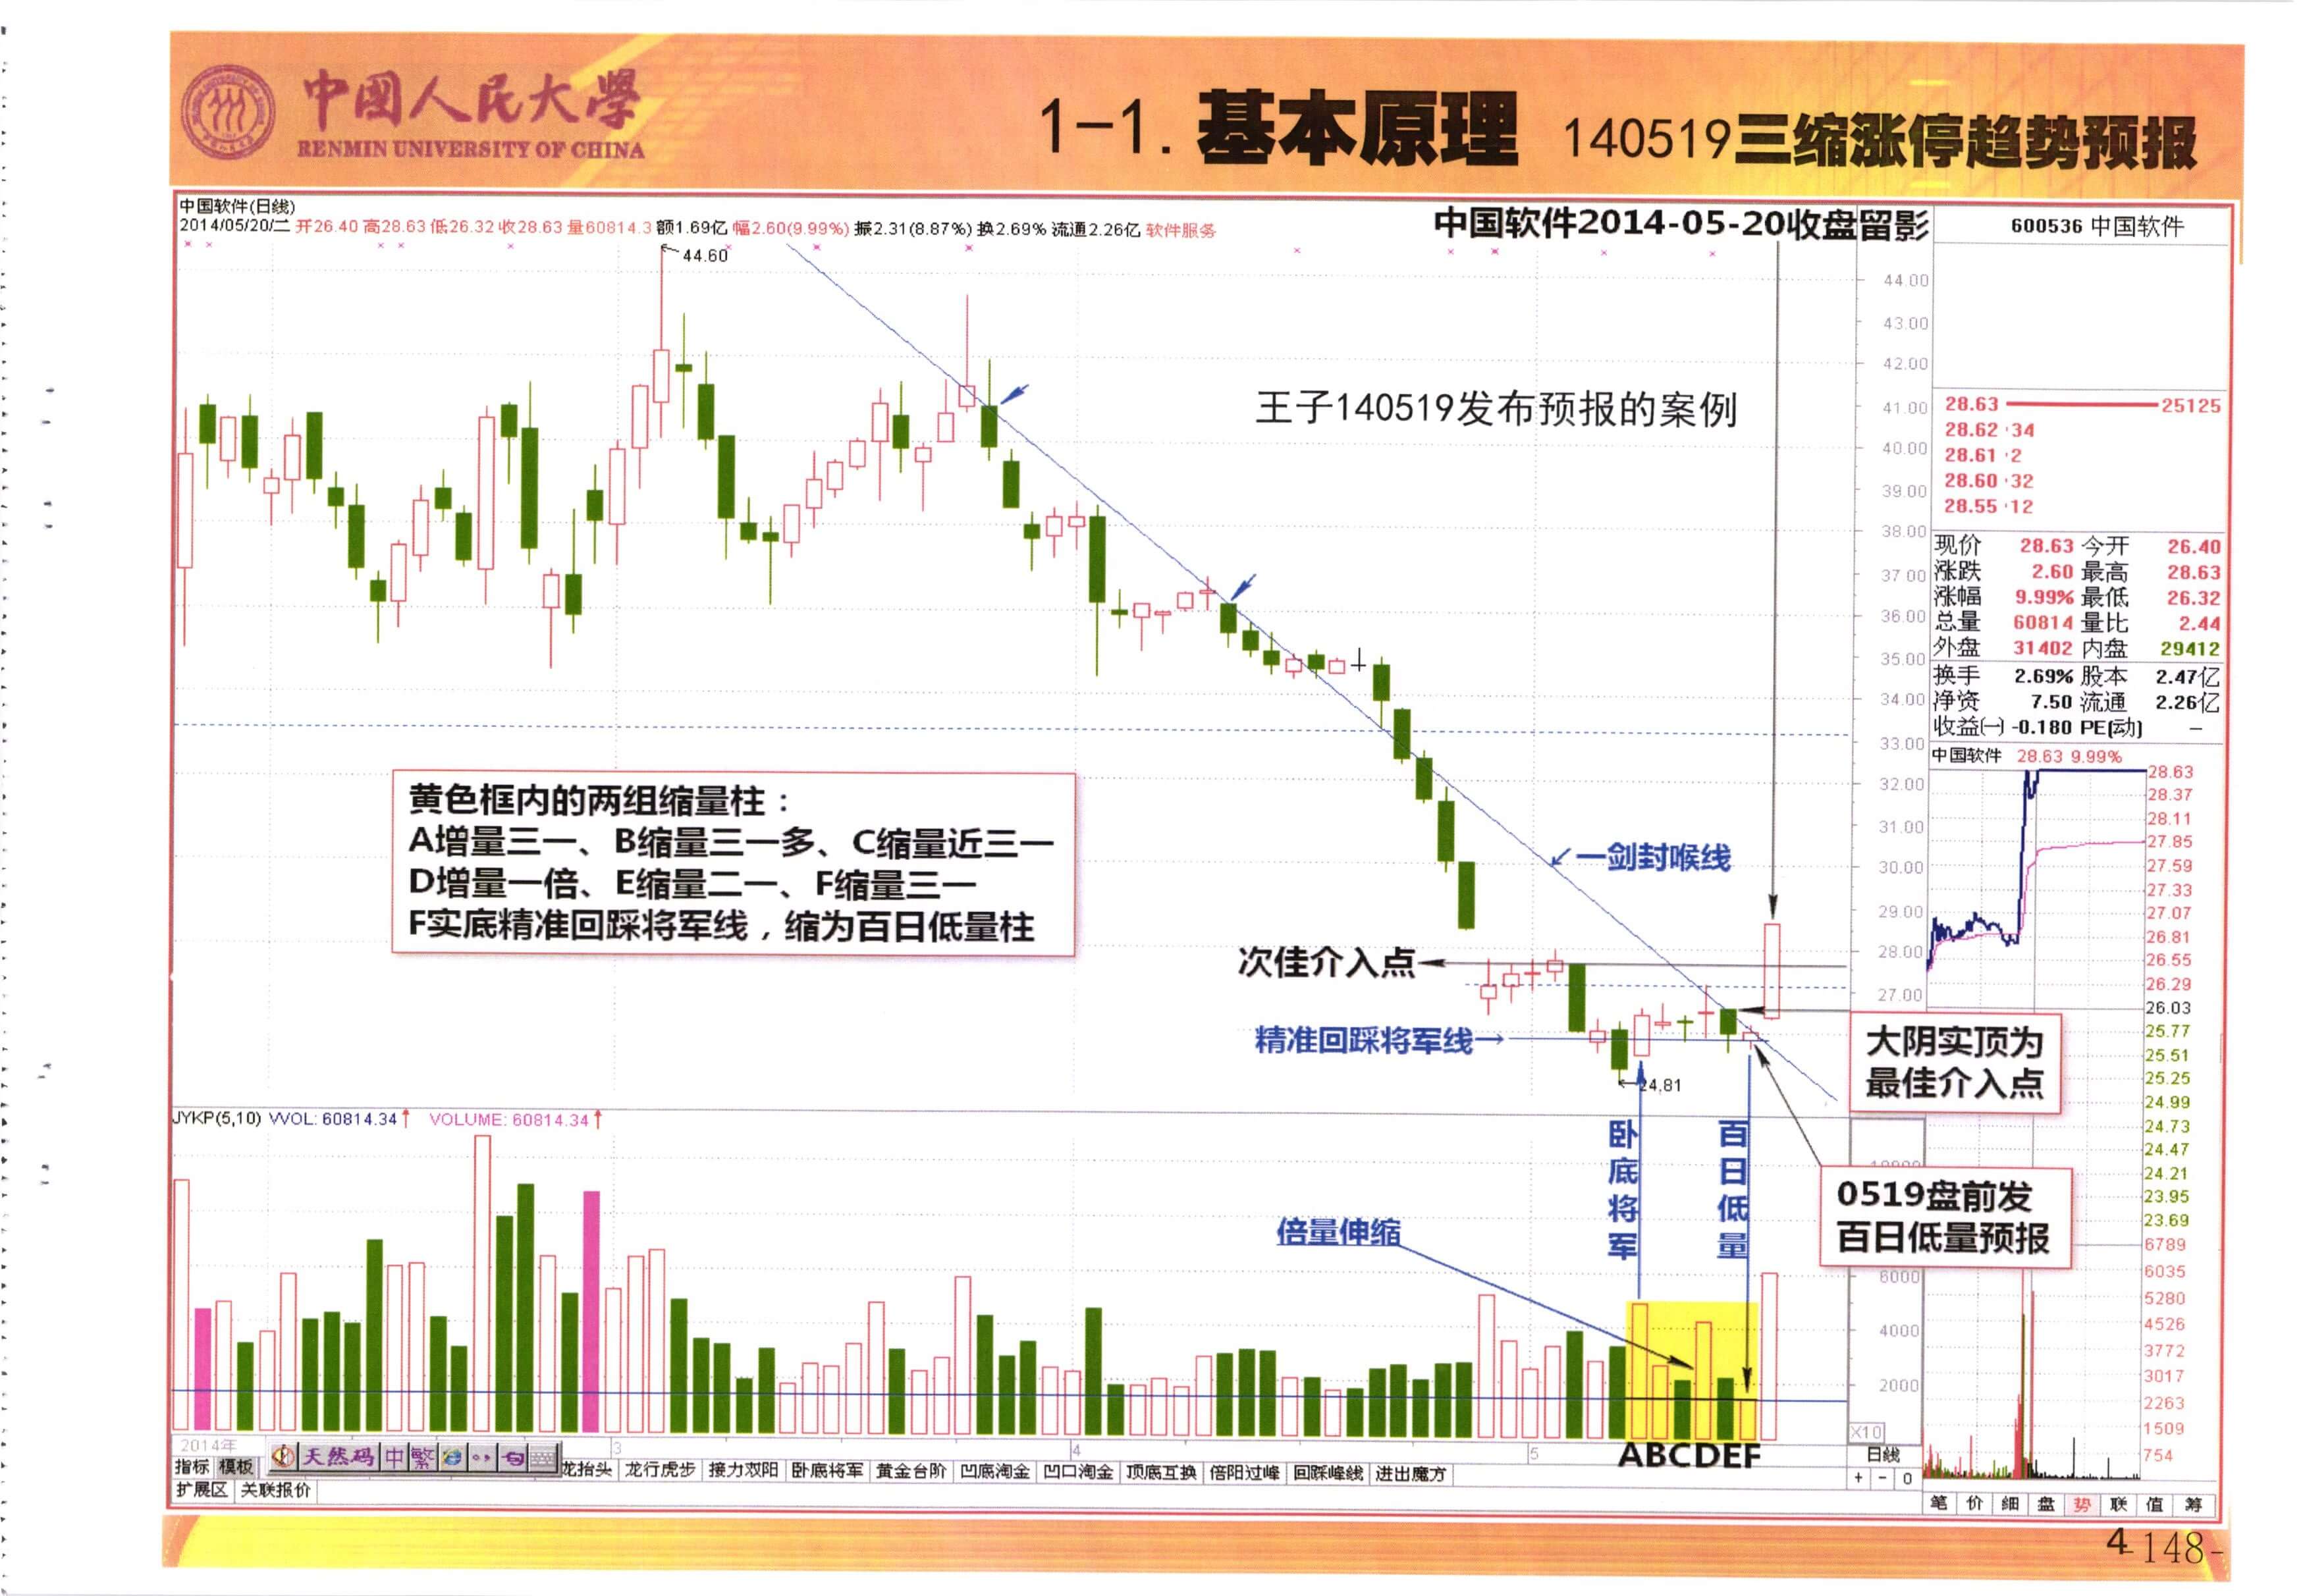 中国人民大學
RENMIN UNIVERSITY OF CHINA
1-1. 基本原理 140519三缩涨停趋势预报
中国软件(日线)
2014/05/20/二 开26.40 高28.63 低26.32 收28.63 量60814.3 额1.69亿 幅2.60(9.99%) 振2.31(8.87%) 换2.69% 流通2.26亿 软件服务
中国软件2014-05-20收盘留影
600536 中国软件
44.60
王子140519发布预报的案例
44.00
43.00
42.00
41.00
40.00
39.00
38.00
37.00
36.00
35.00
34.00
33.00
32.00
31.00
30.00
29.00
28.00
27.00
28.63 25125
28.62 34
28.61 2
28.60 32
28.55 12
现价 28.63 今开 26.40
涨跌 2.60 最高 28.63
涨幅 9.99% 最低 26.32
总量 60814 量比 2.44
外盘 31402 内盘 29412
换手 2.69% 股本 2.47亿
净资 7.50 流通 2.26亿
收益(一) -0.180 PE(动) —
中国软件 28.63 9.99%
28.63
28.37
28.11
27.85
27.59
27.33
27.07
26.81
26.55
26.29
26.03
25.77
25.51
25.25
24.99
24.73
24.47
24.21
23.95
23.69
6789
6035
5280
4526
3772
3017
2263
1509
754
黄色框内的两组缩量柱：
A增量三一、B缩量三一多、C缩量近三一
D增量一倍、E缩量二一、F缩量三一
F实底精准回踩将军线，缩为百日低量柱
一剑封喉线
次佳介入点
精准回踩将军线→
24.81
大阴实顶为
最佳介入点
0519盘前发
百日低量预报
卧底将军
百日低量
倍量伸缩
JYKP(5,10) VVOL: 60814.34↑ VOLUME: 60814.34↑
6000
4000
2000
X10
ABCDEF
2014年
3
4
5
日线
天然码 中 繁 句
指标 模板 龙抬头 龙行虎步 接力双阳 卧底将军 黄金台阶 凹底淘金 凹口淘金 顶底互换 倍阳过峰 回踩峰线 进出魔方
+ - 0
扩展区 关联报价
笔 价 细 盘 势 联 值 筹
4
148-